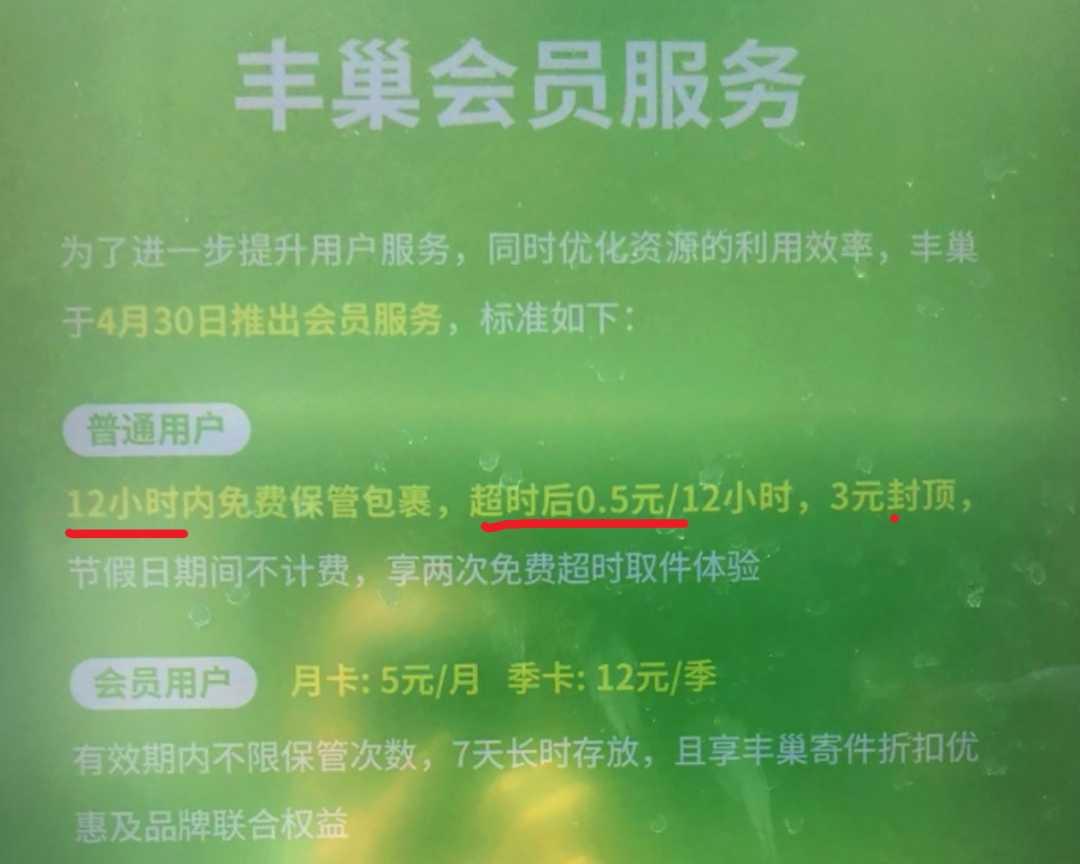 丰巢会员服务
为了进一步提升用户服务，同时优化资源的利用效率，丰巢
于4月30日推出会员服务，标准如下：
普通用户
12小时内免费保管包裹，超时后0.5元/12小时，3元封顶，
节假日期间不计费，享两次免费超时取件体验
会员用户 月卡: 5元/月 季卡: 12元/季
有效期内不限保管次数，7天长时存放，且享丰巢寄件折扣优
惠及品牌联合权益